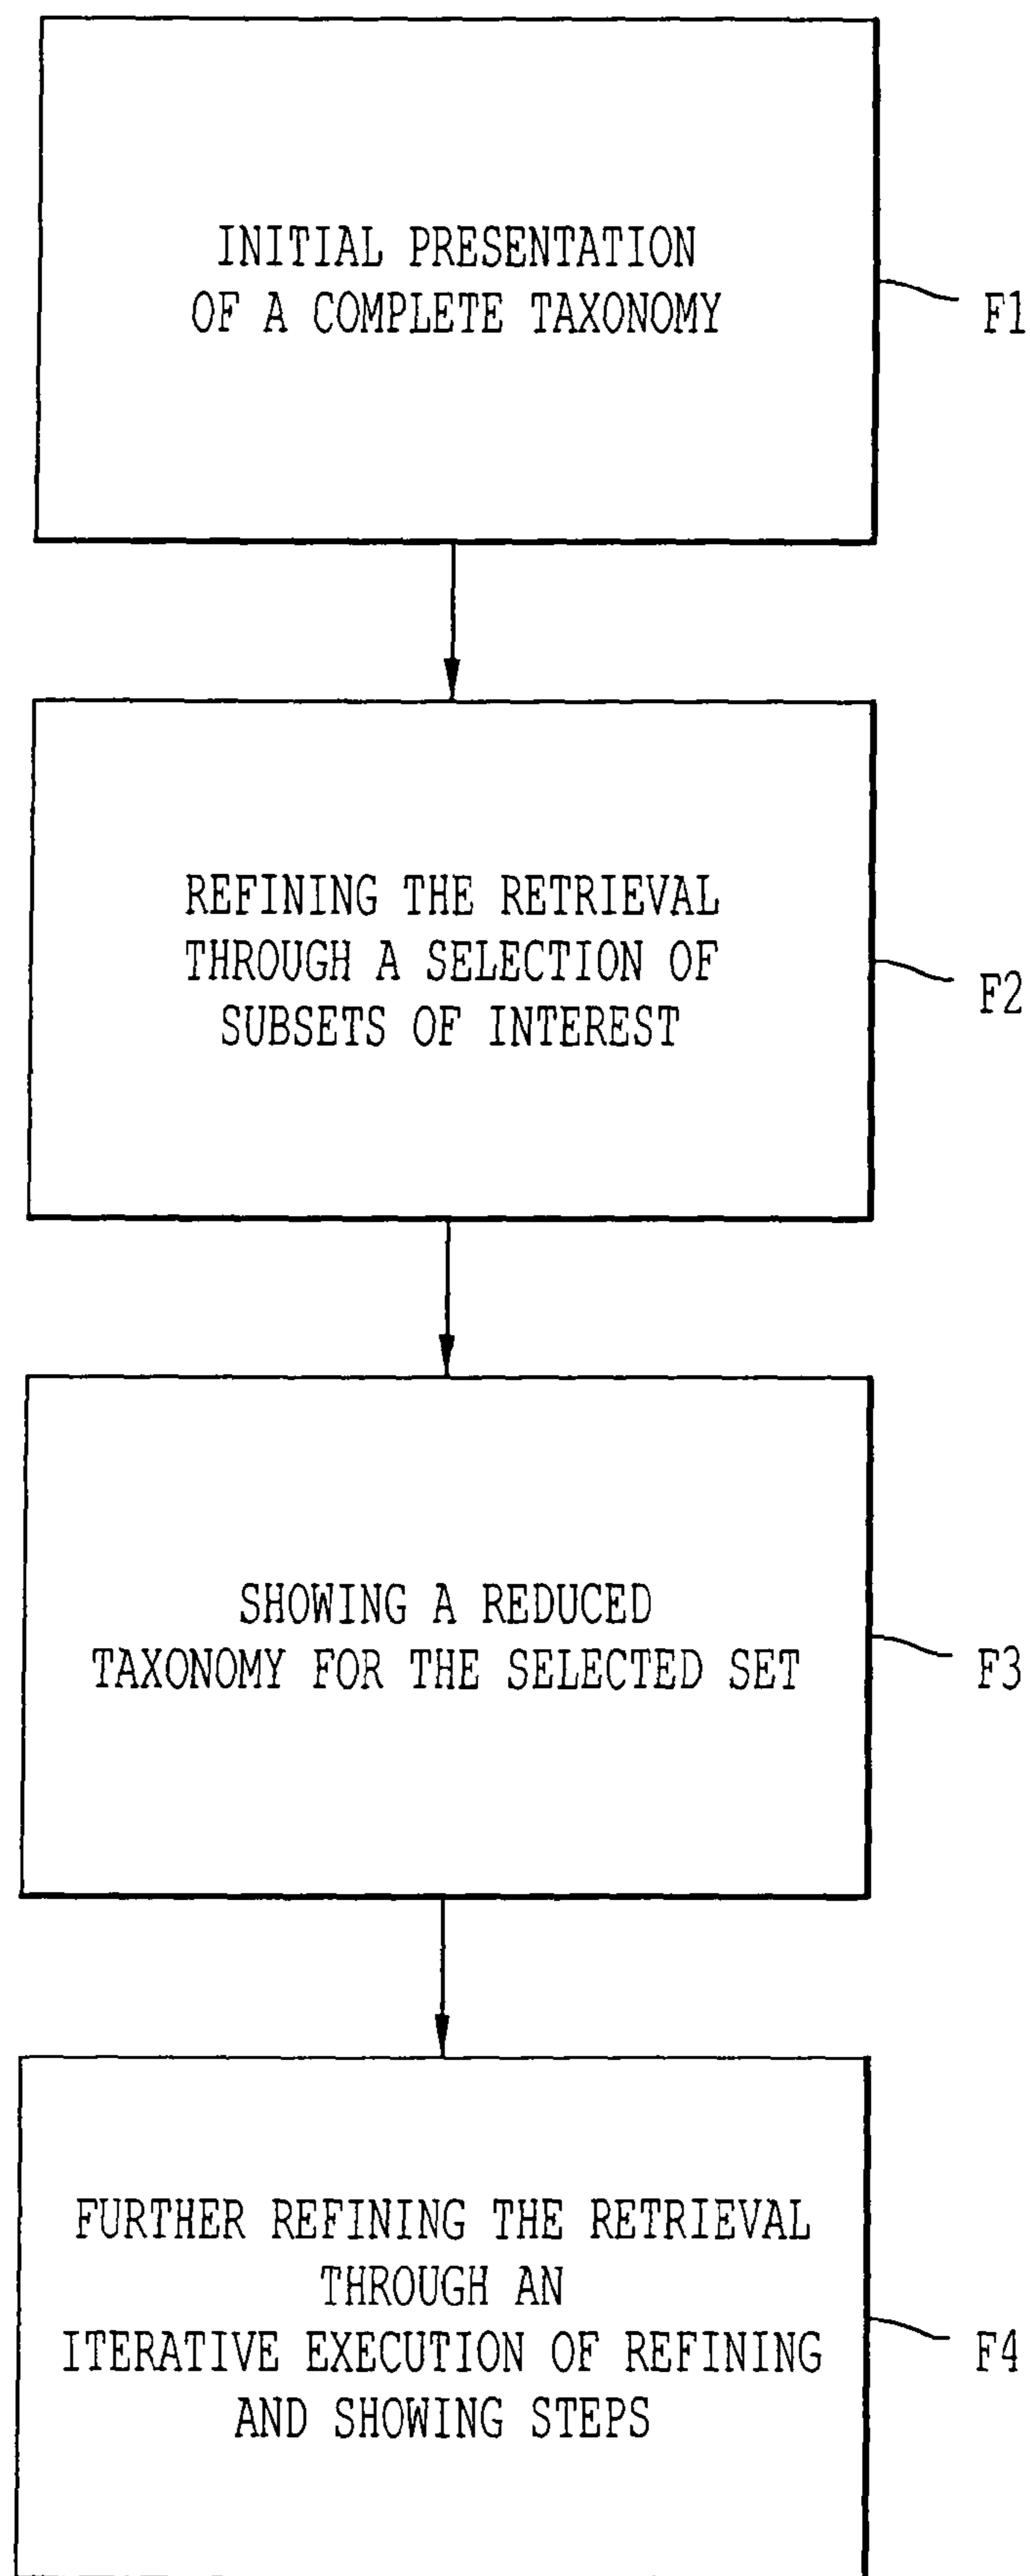 INITIAL PRESENTATION
OF A COMPLETE TAXONOMY
F1
REFINING THE RETRIEVAL
THROUGH A SELECTION OF
SUBSETS OF INTEREST
F2
SHOWING A REDUCED
TAXONOMY FOR THE SELECTED SET
F3
FURTHER REFINING THE RETRIEVAL
THROUGH AN
ITERATIVE EXECUTION OF REFINING
AND SHOWING STEPS
F4